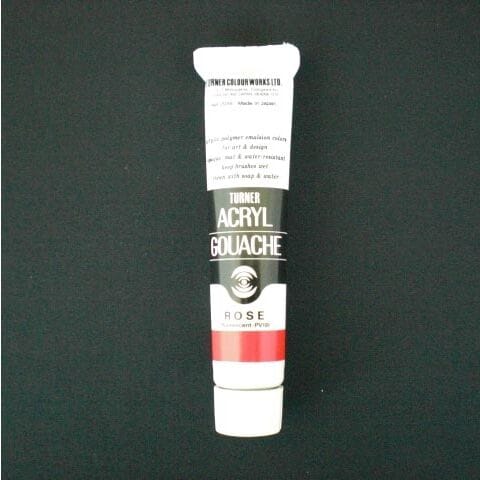 TURNER COLOUR WORKS LTD.
Made in Japan
acrylic polymer emulsion colors
for art & design
opaque, mat & water-resistant
keep brushes wet
clean with soap & water
TURNER
ACRYL
GOUACHE
ROSE